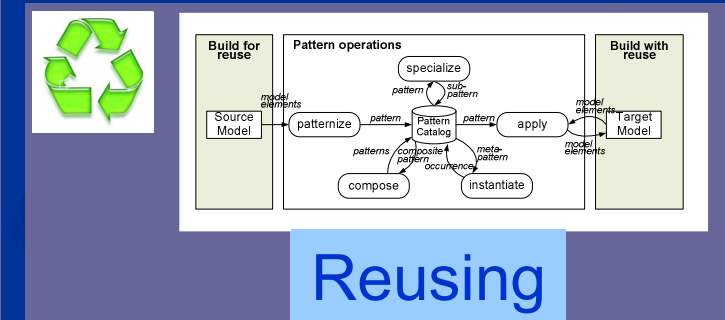 Build for
reuse
Pattern operations
Build with
reuse
specialize
pattern
sub-
pattern
model
elements
Source
Model
patternize
pattern
Pattern
Catalog
pattern
apply
model
elements
Target
Model
model
elements
patterns
composite
pattern
occurrence
meta-
pattern
compose
instantiate
Reusing